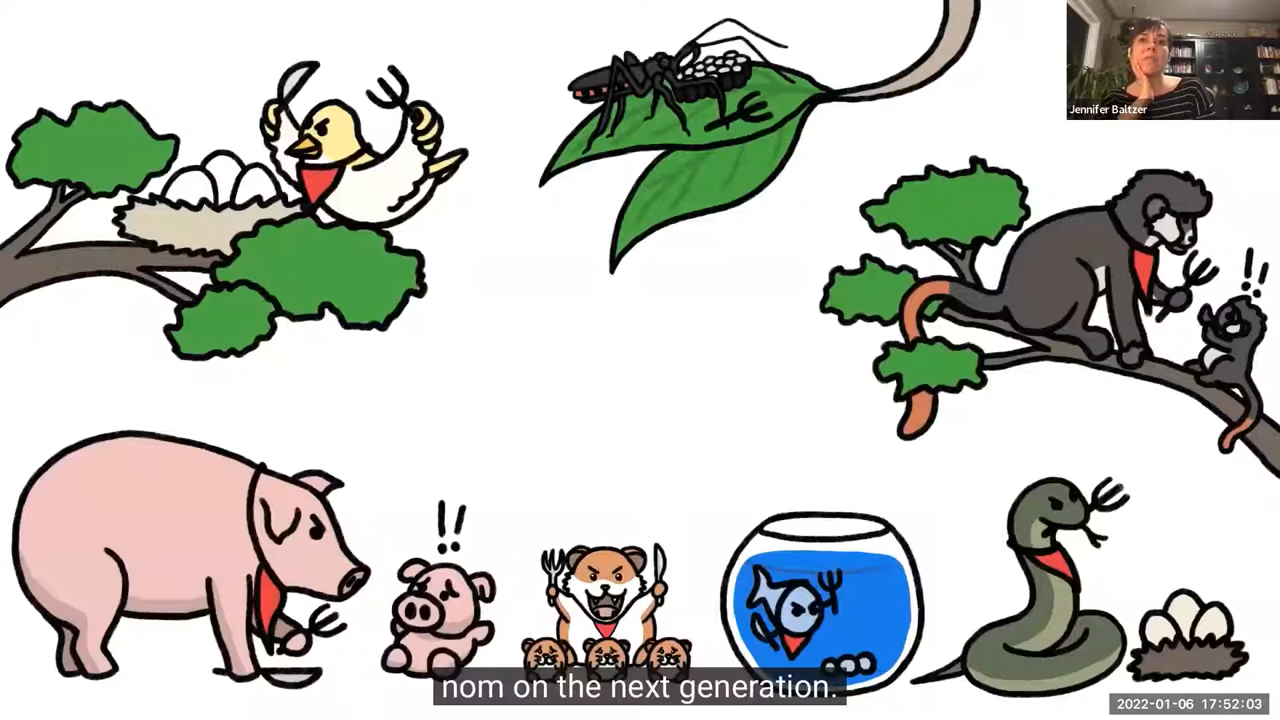 Jennifer Baltzer
!!
!!
nom on the next generation.
2022-01-06 17:52:03